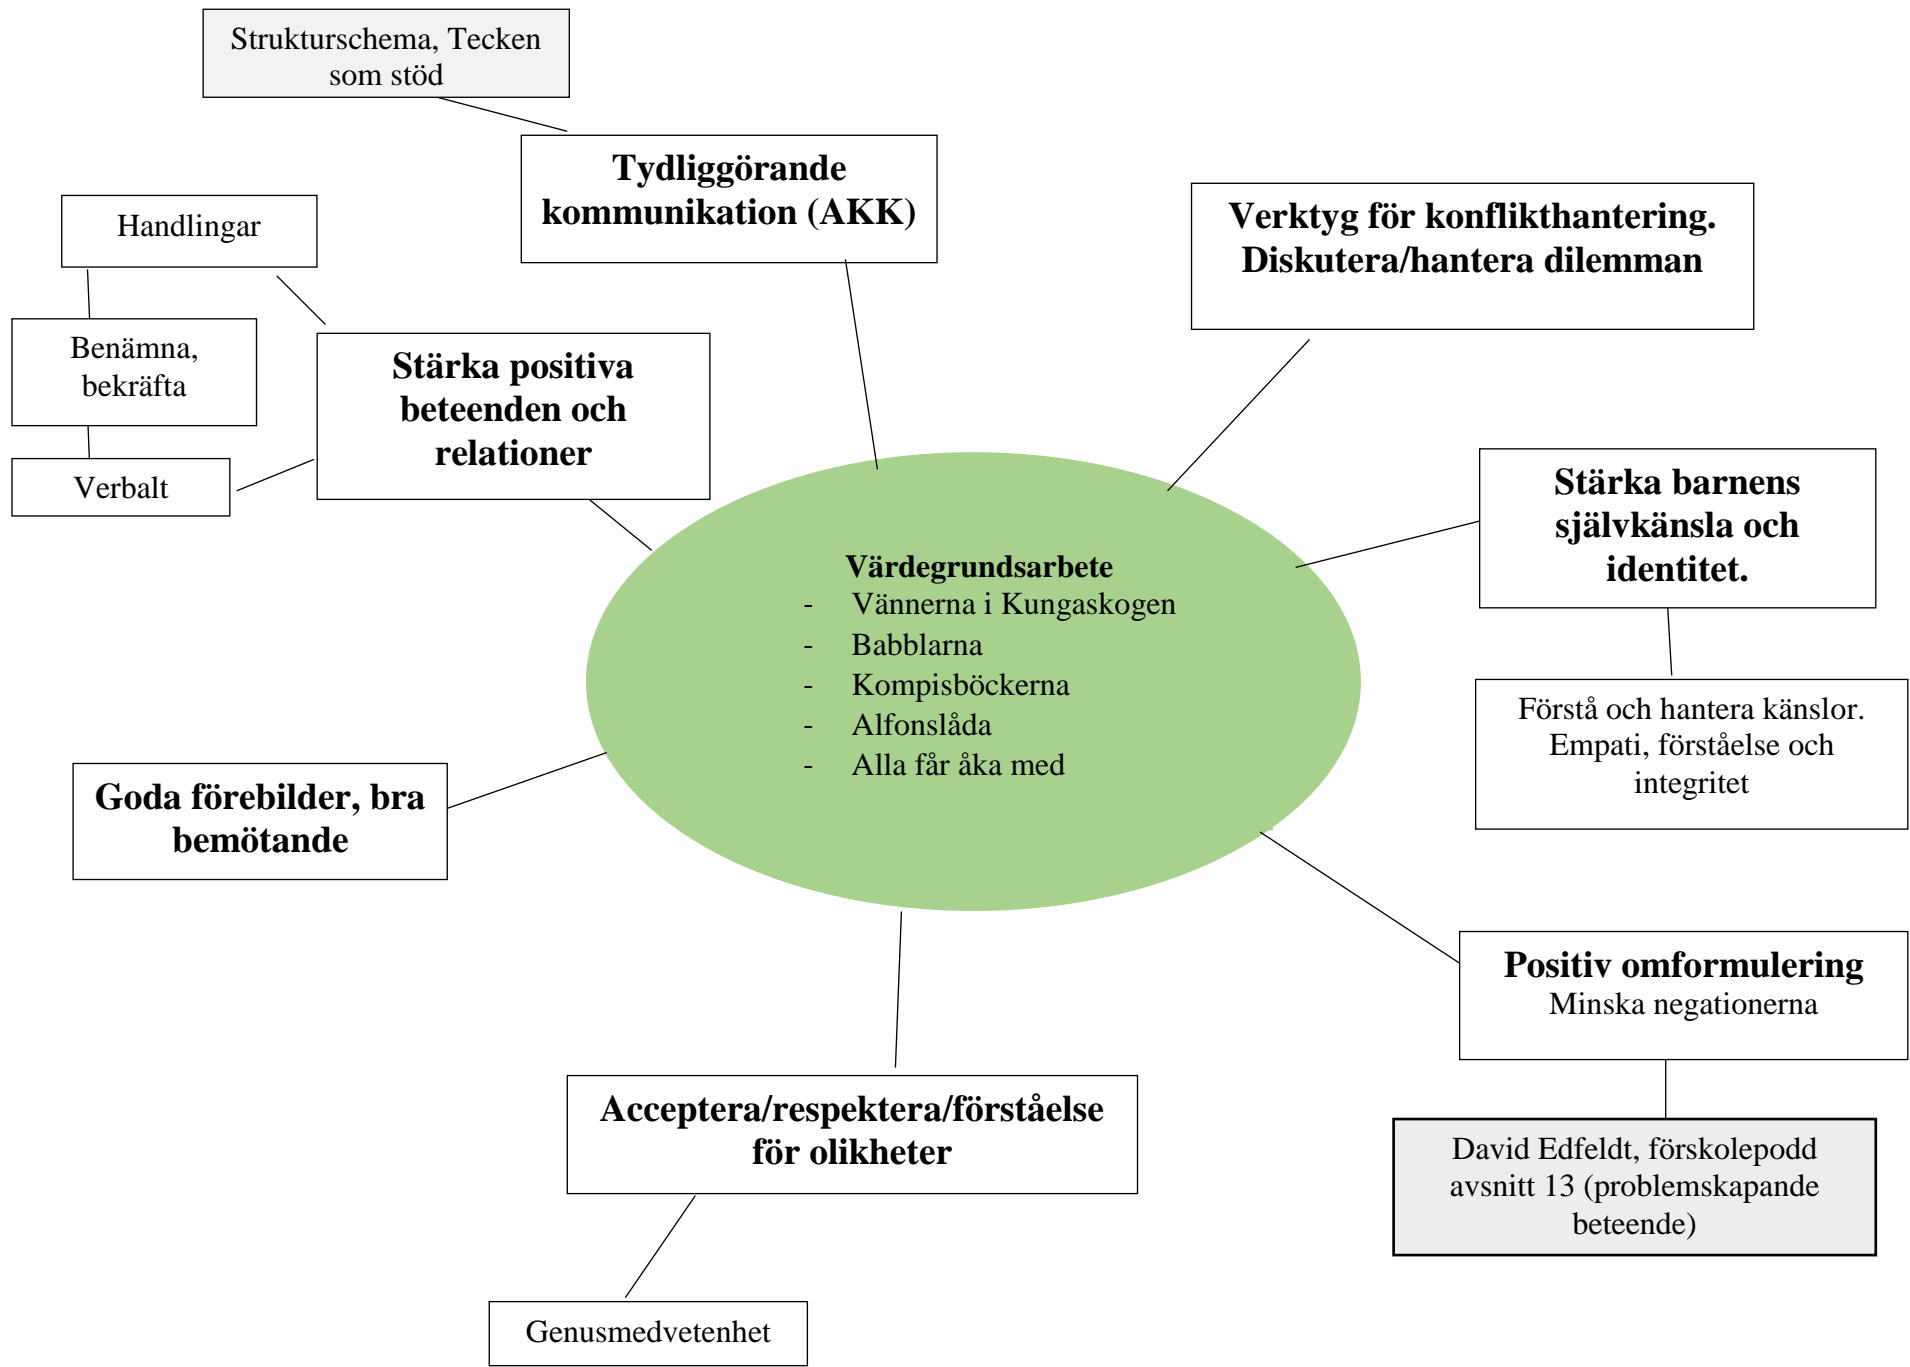 Strukturschema, Tecken
som stöd
Tydliggörande
kommunikation (AKK)
Verktyg för konflikthantering.
Diskutera/hantera dilemman
Handlingar
Benämna,
bekräfta
Verbalt
Stärka positiva
beteenden och
relationer
Stärka barnens
självkänsla och
identitet.
Förstå och hantera känslor.
Empati, förståelse och
integritet
Värdegrundsarbete
- Vännerna i Kungaskogen
- Babblarna
- Kompisböckerna
- Alfonslåda
- Alla får åka med
Goda förebilder, bra
bemötande
Positiv omformulering
Minska negationerna
David Edfeldt, förskolepodd
avsnitt 13 (problemskapande
beteende)
Acceptera/respektera/förståelse
för olikheter
Genusmedvetenhet